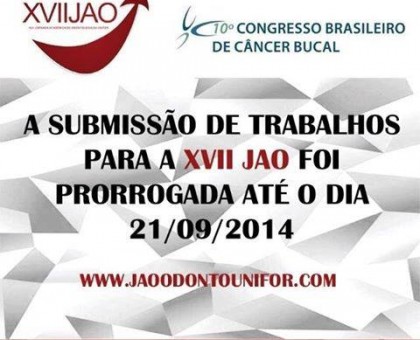 XVIIJAO
10º CONGRESSO BRASILEIRO
DE CÂNCER BUCAL
A SUBMISSÃO DE TRABALHOS
PARA A XVII JAO FOI
PRORROGADA ATÉ O DIA
21/09/2014
WWW.JAOODONTOUNIFOR.COM